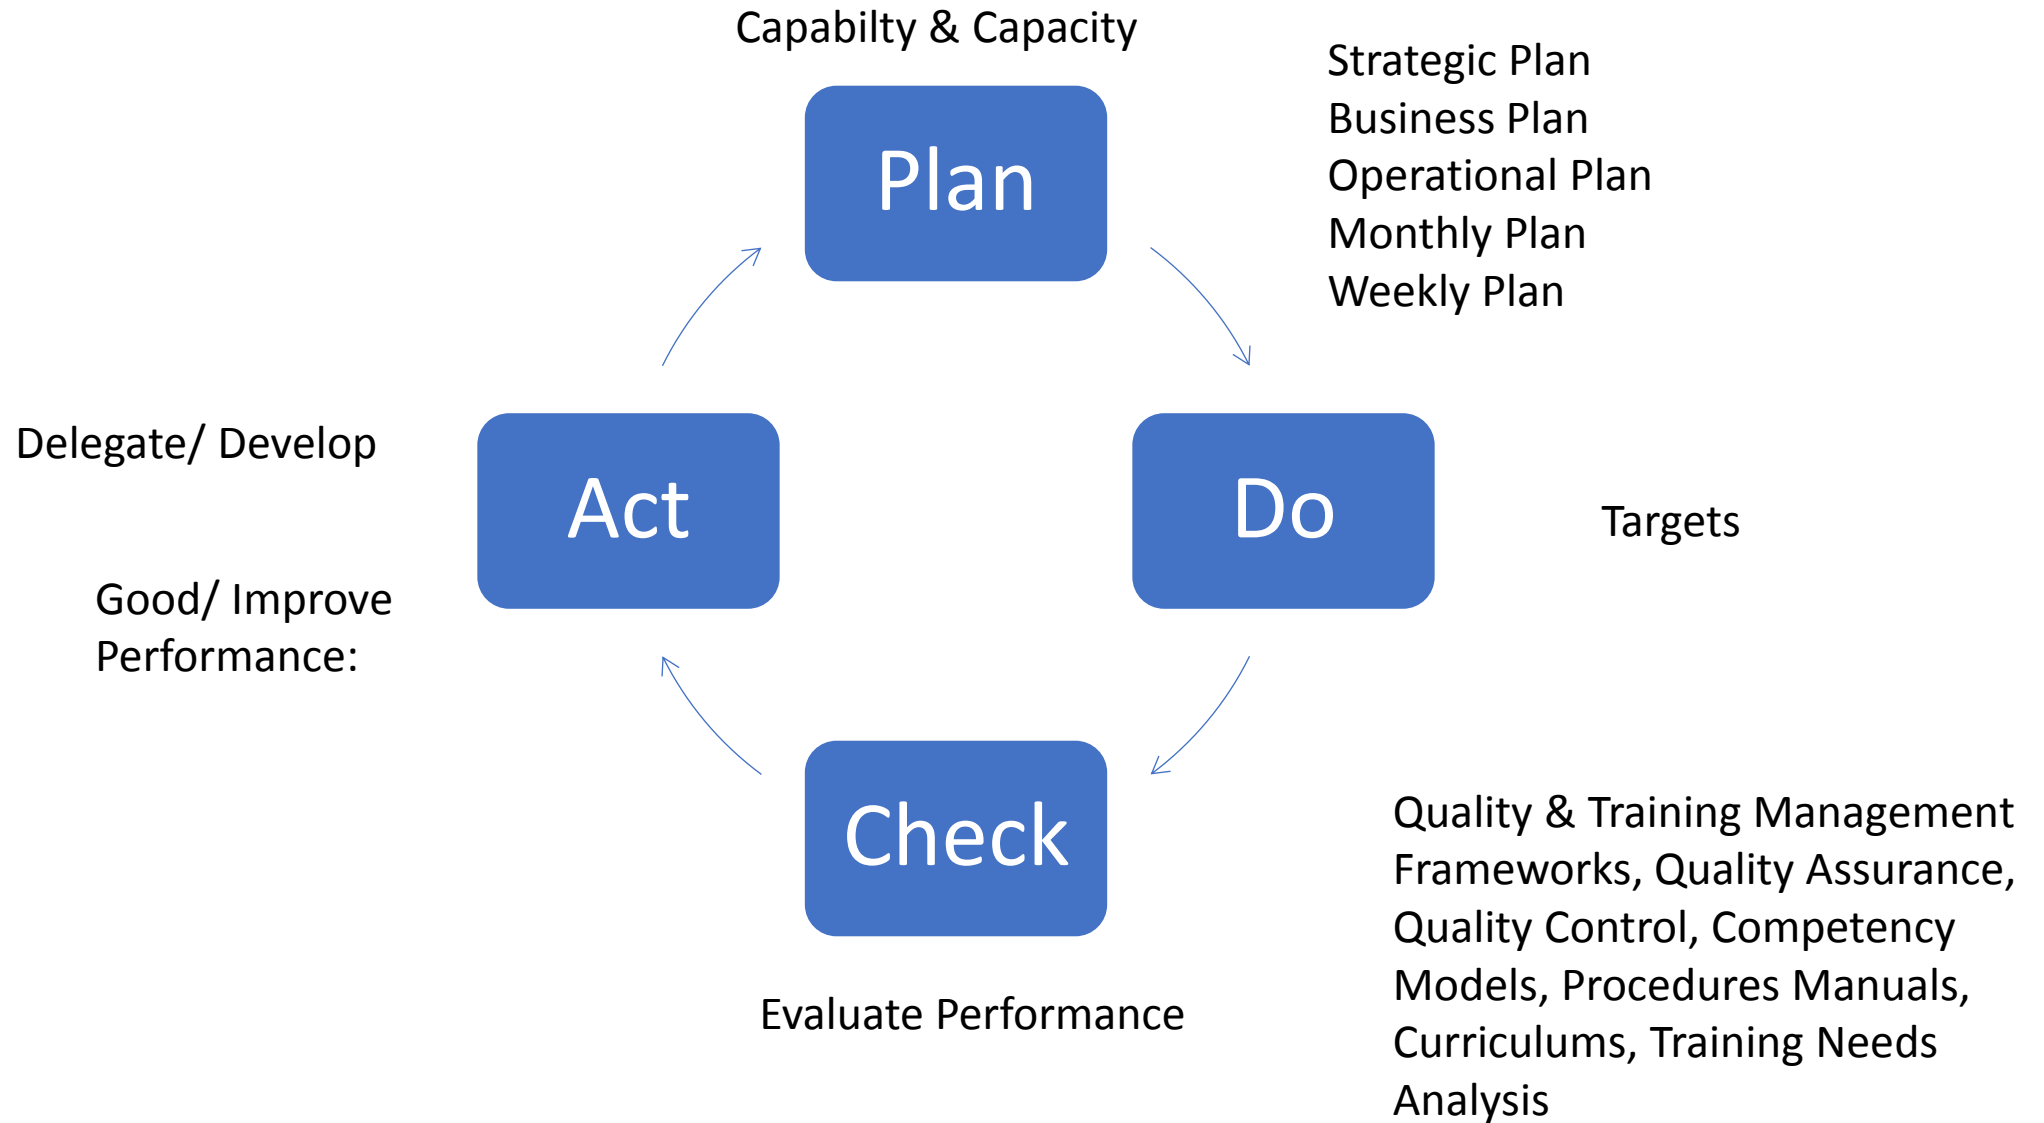 Capabilty & Capacity
Strategic Plan
Business Plan
Operational Plan
Monthly Plan
Weekly Plan
Plan
Delegate/ Develop
Act
Do
Targets
Good/ Improve
Performance:
Check
Quality & Training Management
Frameworks, Quality Assurance,
Quality Control, Competency
Models, Procedures Manuals,
Curriculums, Training Needs
Analysis
Evaluate Performance